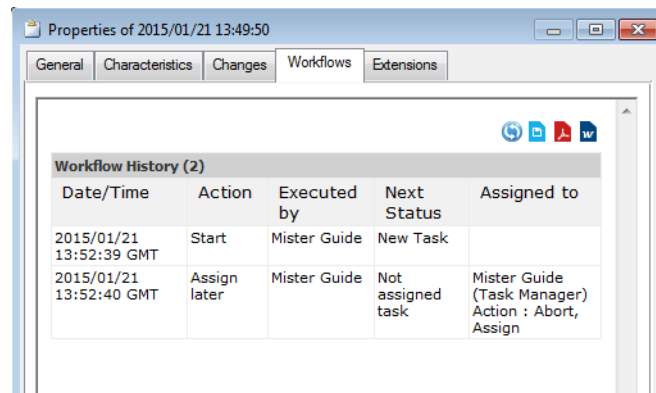 Properties of 2015/01/21 13:49:50
General Characteristics Changes Workflows Extensions
Workflow History (2)
Date/Time Action Executed by Next Status Assigned to
2015/01/21 13:52:39 GMT Start Mister Guide New Task
2015/01/21 13:52:40 GMT Assign later Mister Guide Not assigned task Mister Guide (Task Manager) Action : Abort, Assign